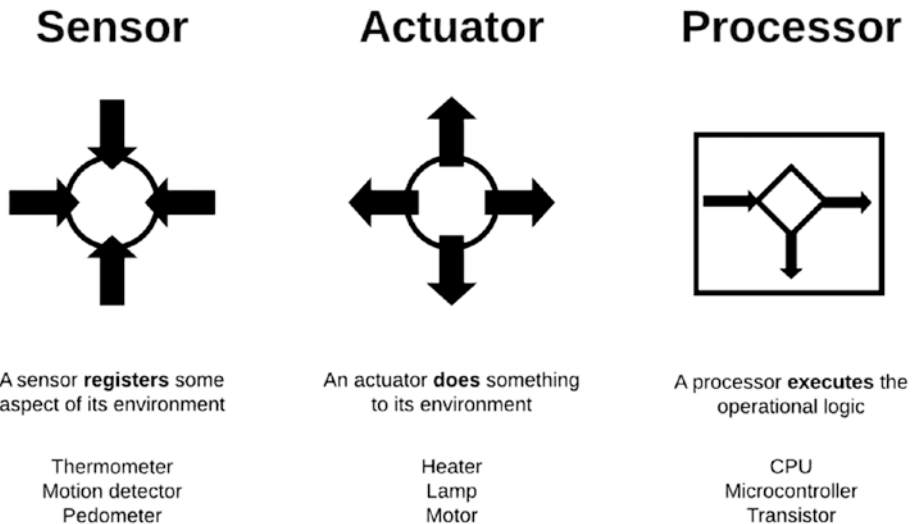 Sensor
Actuator
Processor
A sensor registers some
aspect of its environment
An actuator does something
to its environment
A processor executes the
operational logic
Thermometer
Motion detector
Pedometer
Heater
Lamp
Motor
CPU
Microcontroller
Transistor